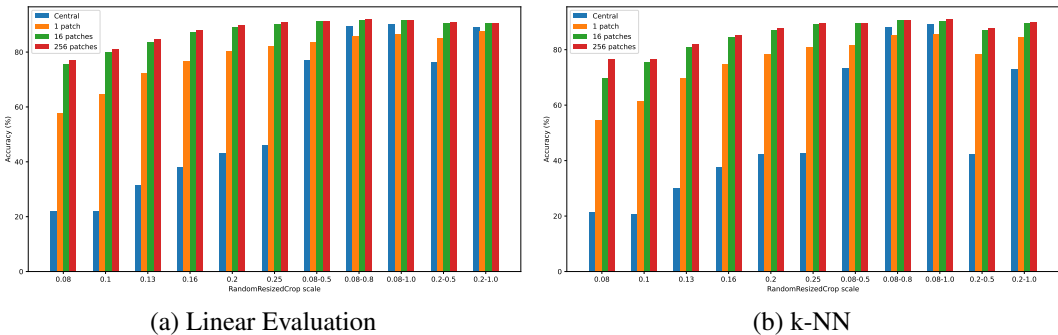 Central
1 patch
16 patches
256 patches
Accuracy (%)
80
60
40
20
0
0.08 0.1 0.13 0.16 0.2 0.25 0.08-0.5 0.08-0.8 0.08-1.0 0.2-0.5 0.2-1.0
RandomResizedCrop scale
(a) Linear Evaluation
Central
1 patch
16 patches
256 patches
Accuracy (%)
80
60
40
20
0
0.08 0.1 0.13 0.16 0.2 0.25 0.08-0.5 0.08-0.8 0.08-1.0 0.2-0.5 0.2-1.0
RandomResizedCrop scale
(b) k-NN